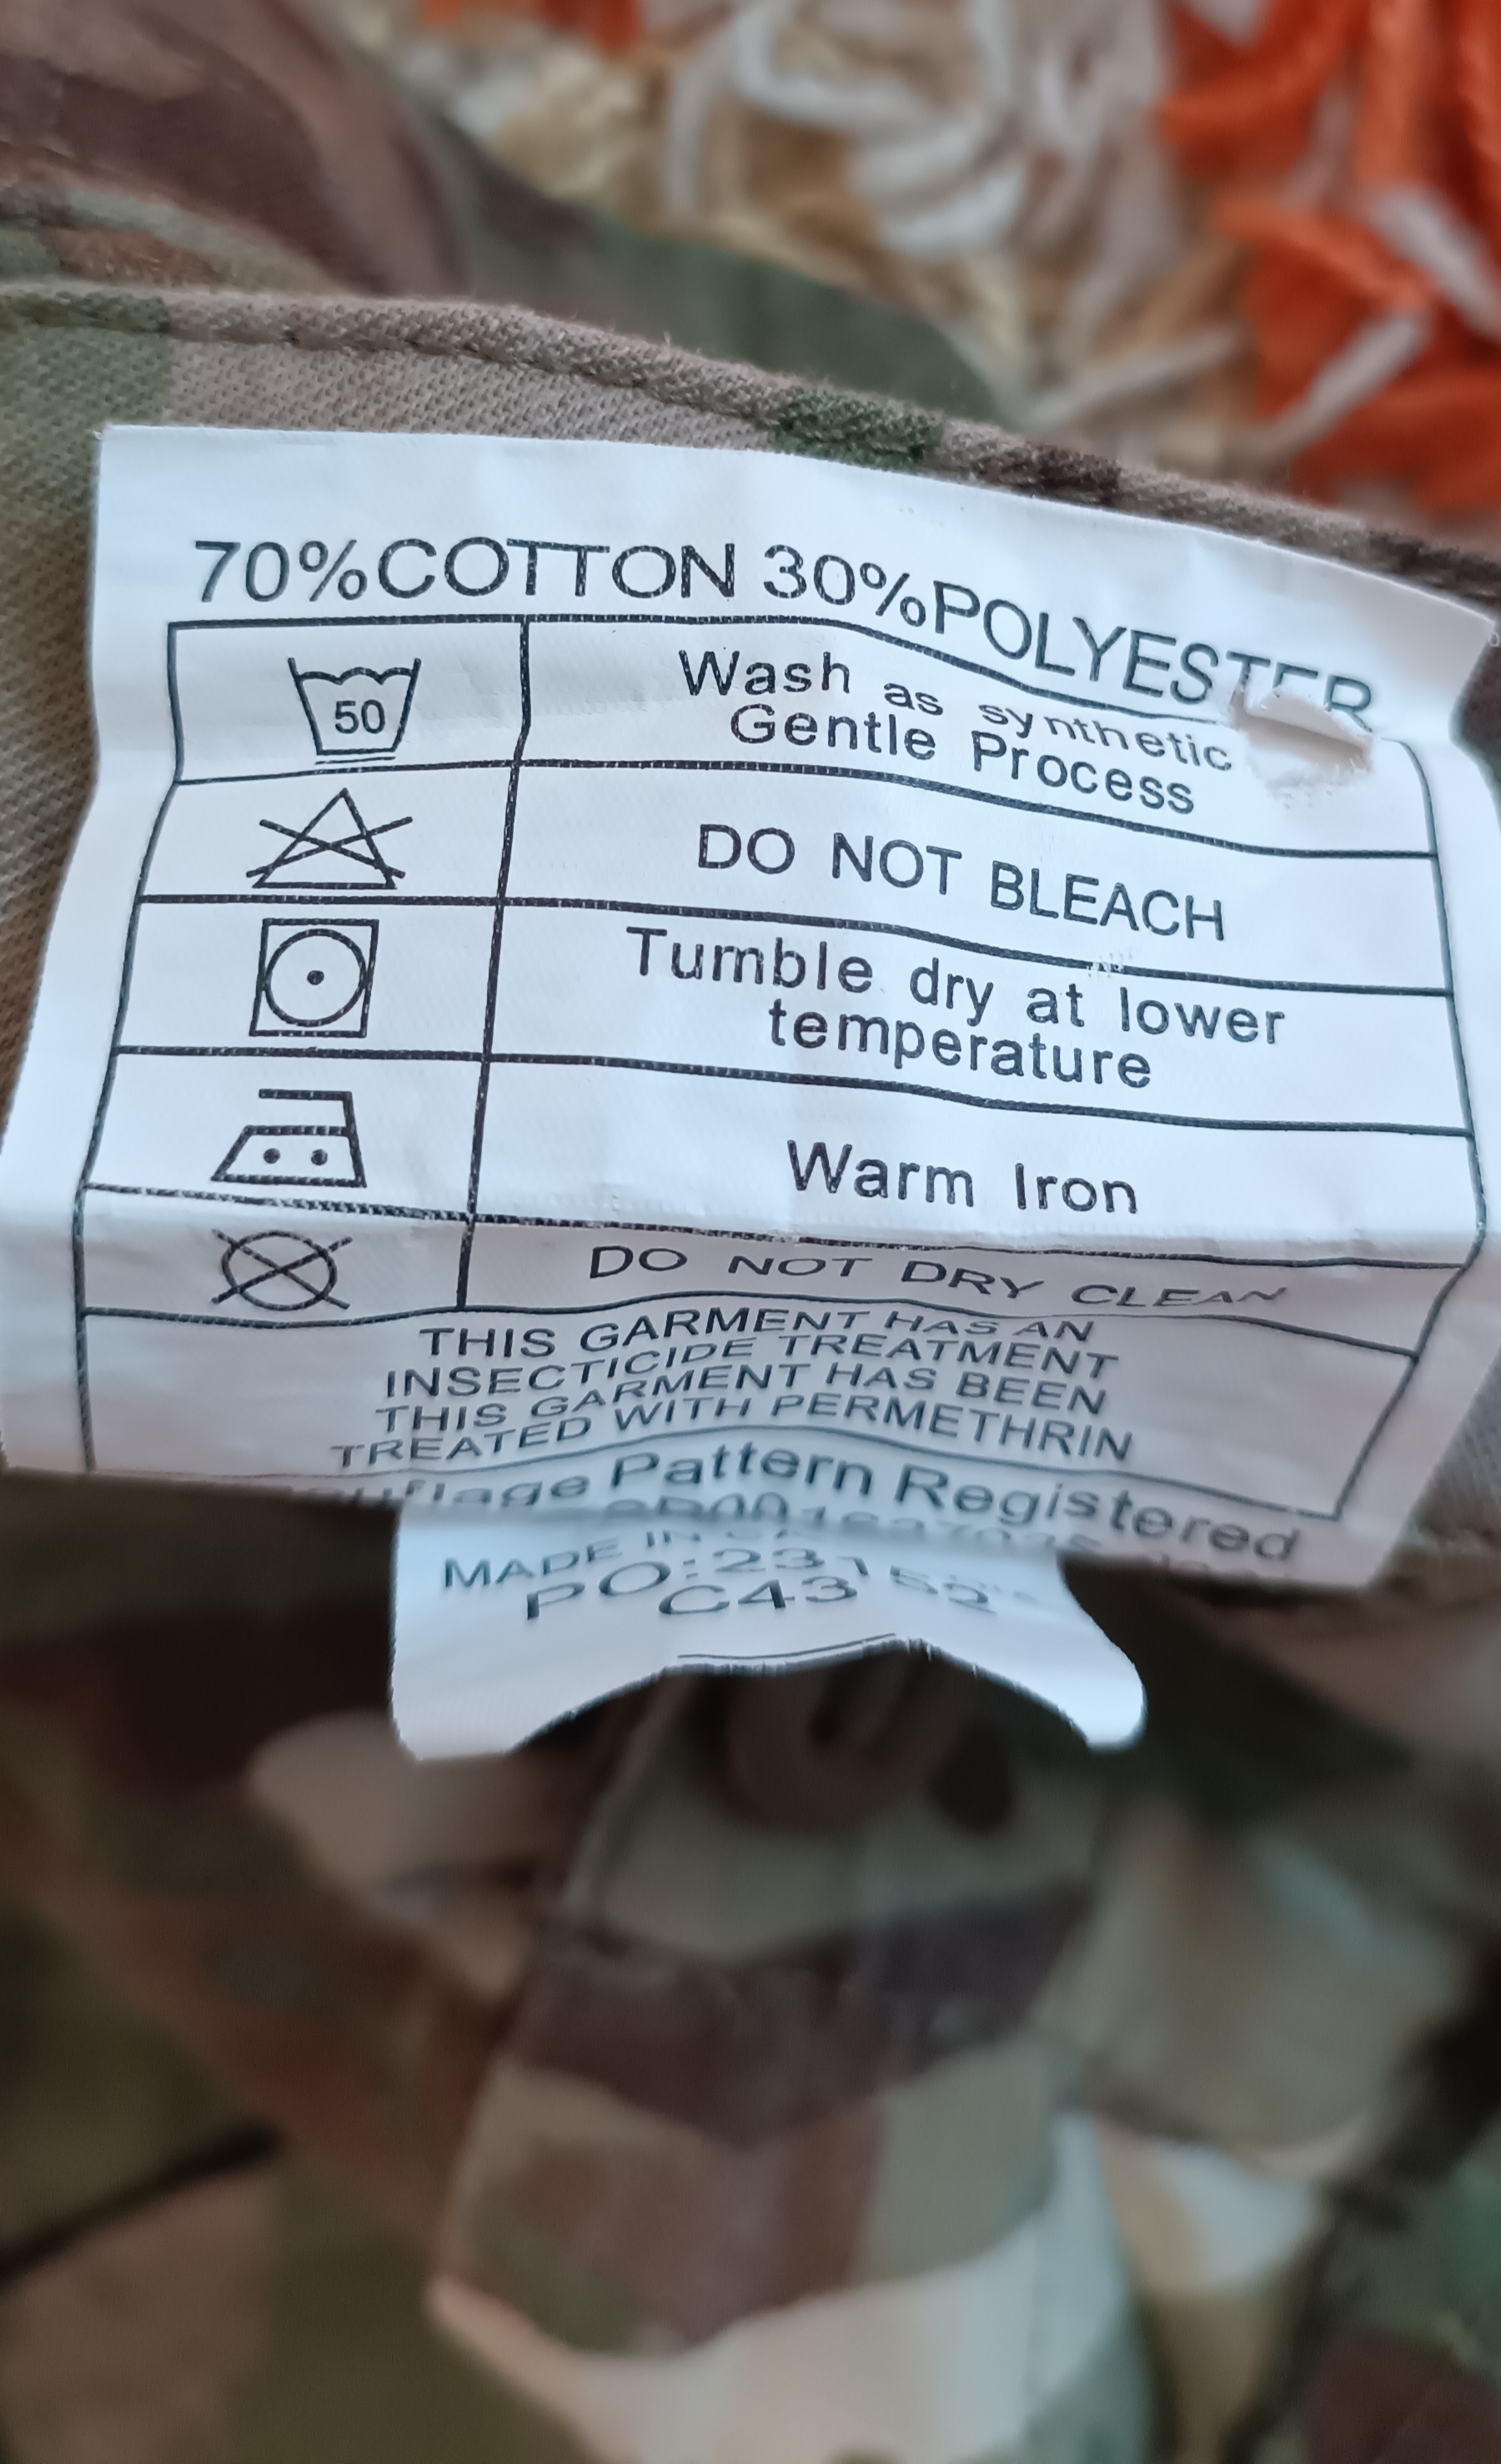 70%COTTON 30%POLYESTER
50
Wash as synthetic
Gentle Process
DO NOT BLEACH
Tumble dry at lower
temperature
Warm Iron
DO NOT DRY CLEAN
THIS GARMENT HAS AN
INSECTICIDE TREATMENT
THIS GARMENT HAS BEEN
TREATED WITH PERMETHRIN
Pattern Registered
MADE IN
PO:23152
C43